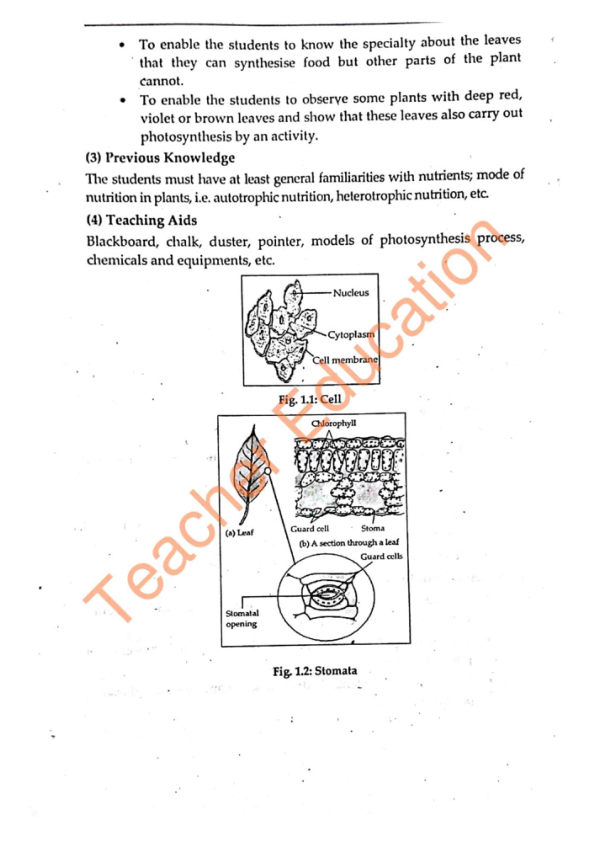 • To enable the students to know the specialty about the leaves
that they can synthesise food but other parts of the plant
cannot.
• To enable the students to observe some plants with deep red,
violet or brown leaves and show that these leaves also carry out
photosynthesis by an activity.
(3) Previous Knowledge
The students must have at least general familiarities with nutrients; mode of
nutrition in plants, i.e. autotrophic nutrition, heterotrophic nutrition, etc.
(4) Teaching Aids
Blackboard, chalk, duster, pointer, models of photosynthesis process,
chemicals and equipments, etc.
Nucleus
Cytoplasm
Cell membrane
Fig. 1.1: Cell
Chlorophyll
(a) Leaf
Guard cell
Stoma
(b) A section through a leaf
Guard cells
Stomatal
opening
Fig. 1.2: Stomata
Teacher Education